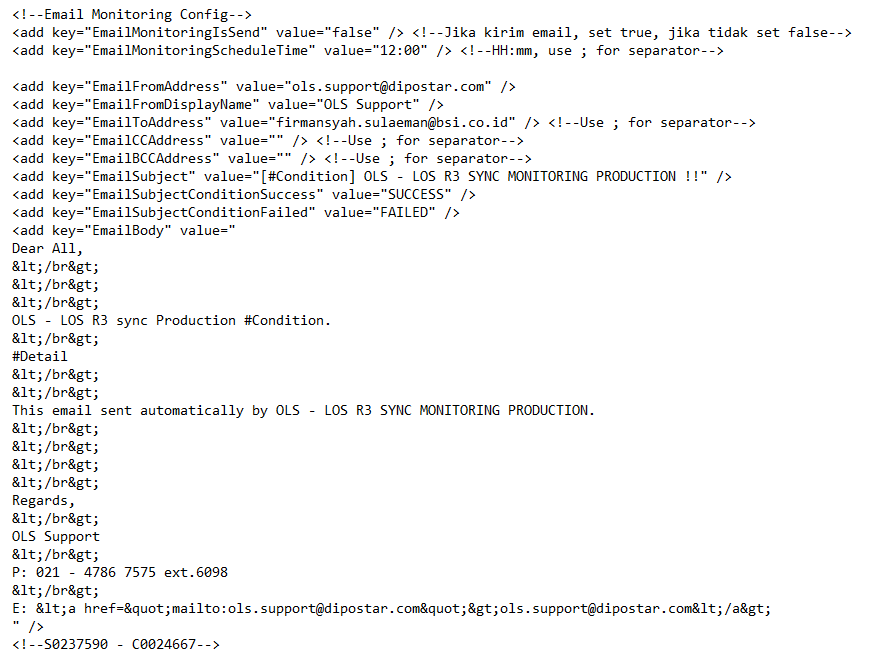 <!--Email Monitoring Config-->
<add key="EmailMonitoringIsSend" value="false" /> <!--Jika kirim email, set true, jika tidak set false-->
<add key="EmailMonitoringScheduleTime" value="12:00" /> <!--HH:mm, use ; for separator-->
<add key="EmailFromAddress" value="ols.support@dipostar.com" />
<add key="EmailFromDisplayName" value="OLS Support" />
<add key="EmailToAddress" value="firmansyah.sulaeman@bsi.co.id" /> <!--Use ; for separator-->
<add key="EmailCCAddress" value="" /> <!--Use ; for separator-->
<add key="EmailBCCAddress" value="" /> <!--Use ; for separator-->
<add key="EmailSubject" value="[#Condition] OLS - LOS R3 SYNC MONITORING PRODUCTION !!" />
<add key="EmailSubjectConditionSuccess" value="SUCCESS" />
<add key="EmailSubjectConditionFailed" value="FAILED" />
<add key="EmailBody" value="
Dear All,
&lt;/br&gt;
&lt;/br&gt;
&lt;/br&gt;
OLS - LOS R3 sync Production #Condition.
&lt;/br&gt;
#Detail
&lt;/br&gt;
&lt;/br&gt;
This email sent automatically by OLS - LOS R3 SYNC MONITORING PRODUCTION.
&lt;/br&gt;
&lt;/br&gt;
&lt;/br&gt;
&lt;/br&gt;
Regards,
&lt;/br&gt;
OLS Support
&lt;/br&gt;
P: 021 - 4786 7575 ext.6098
&lt;/br&gt;
E: &lt;a href=&quot;mailto:ols.support@dipostar.com&quot;&gt;ols.support@dipostar.com&lt;/a&gt;
" />
<!--S0237590 - C0024667-->